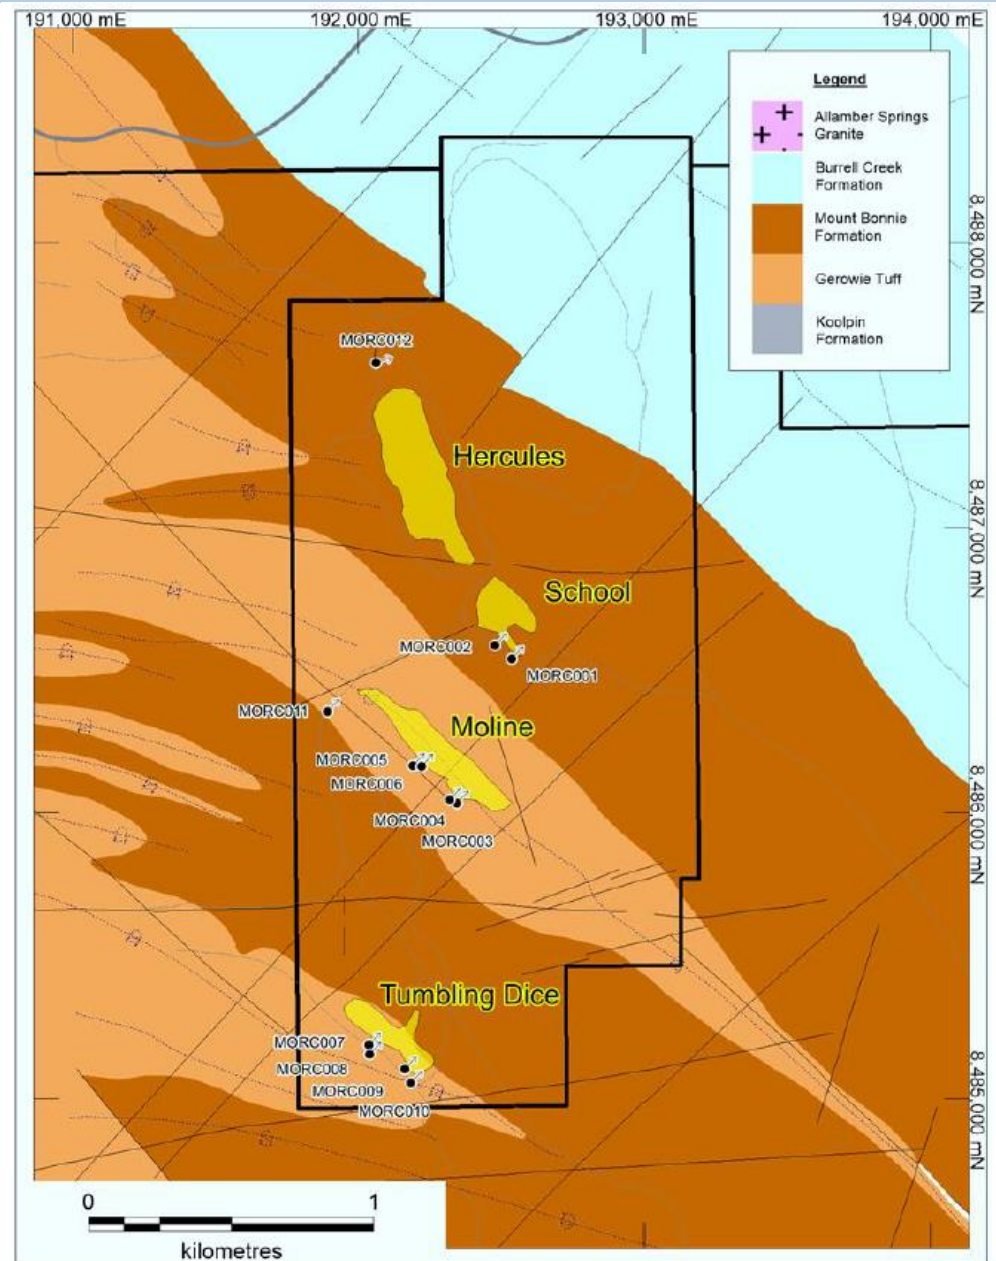 191,000 mE
192,000 mE
193,000 mE
194,000 mE
Legend
Allamber Springs
Granite
Burrell Creek
Formation
Mount Bonnie
Formation
Gerowie Tuff
Koolpin
Formation
8,488,000 mN
8,487,000 mN
8,486,000 mN
8,485,000 mN
MORC012
Hercules
School
MORC002
MORC001
MORC011
Moline
MORC005
MORC006
MORC004
MORC003
Tumbling Dice
MORC007
MORC008
MORC009
MORC010
0
1
kilometres